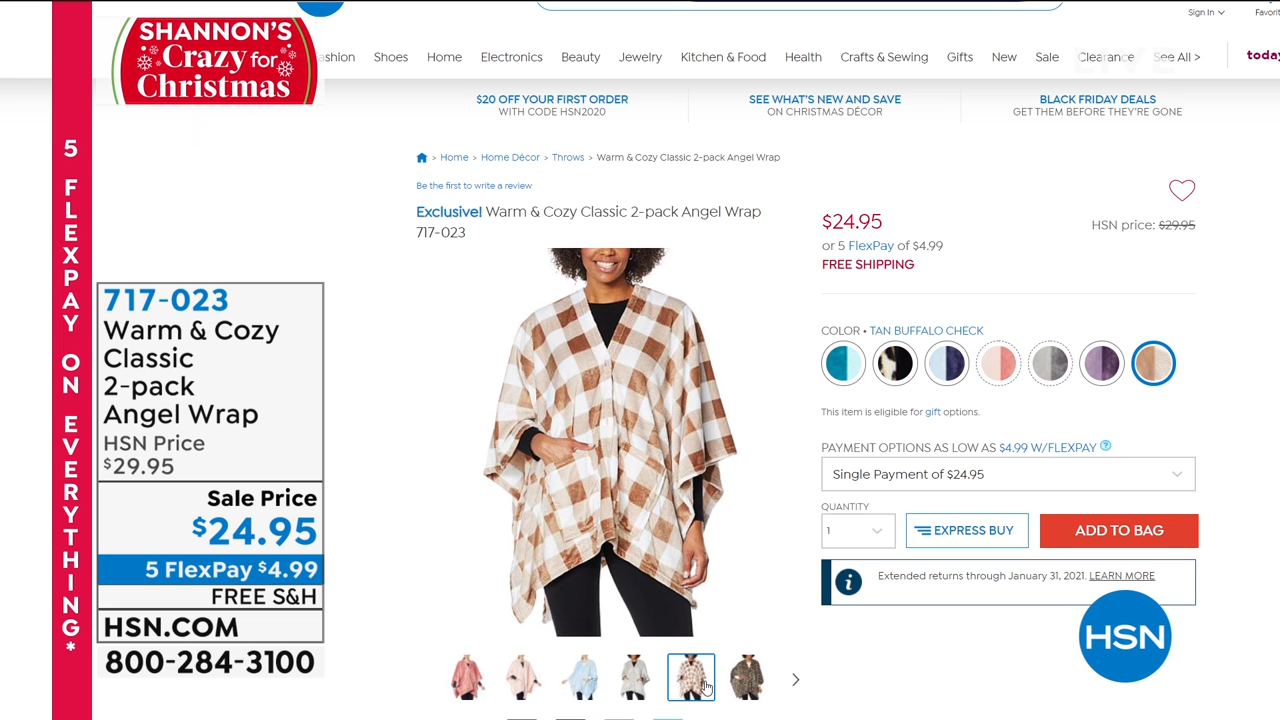 SHANNON'S
Crazy for
Christmas
Sign In
Shoes
Home
Electronics
Beauty
Jewelry
Kitchen & Food
Health
Crafts & Sewing
Gifts
New
Sale
Clearance
See All >
$20 OFF YOUR FIRST ORDER
WITH CODE HSN2020
SEE WHAT'S NEW AND SAVE
ON CHRISTMAS DÉCOR
BLACK FRIDAY DEALS
GET THEM BEFORE THEY'RE GONE
5 FLEXPAY ON EVERYTHING*
> Home > Home Décor > Throws > Warm & Cozy Classic 2-pack Angel Wrap
Be the first to write a review
Exclusive! Warm & Cozy Classic 2-pack Angel Wrap
717-023
$24.95
HSN price: $29.95
or 5 FlexPay of $4.99
FREE SHIPPING
COLOR • TAN BUFFALO CHECK
This item is eligible for gift options.
PAYMENT OPTIONS AS LOW AS $4.99 W/FLEXPAY ?
Single Payment of $24.95
QUANTITY
1
EXPRESS BUY
ADD TO BAG
Extended returns through January 31, 2021. LEARN MORE
HSN
717-023
Warm & Cozy
Classic
2-pack
Angel Wrap
HSN Price
$29.95
Sale Price
$24.95
5 FlexPay $4.99
FREE S&H
HSN.COM
800-284-3100